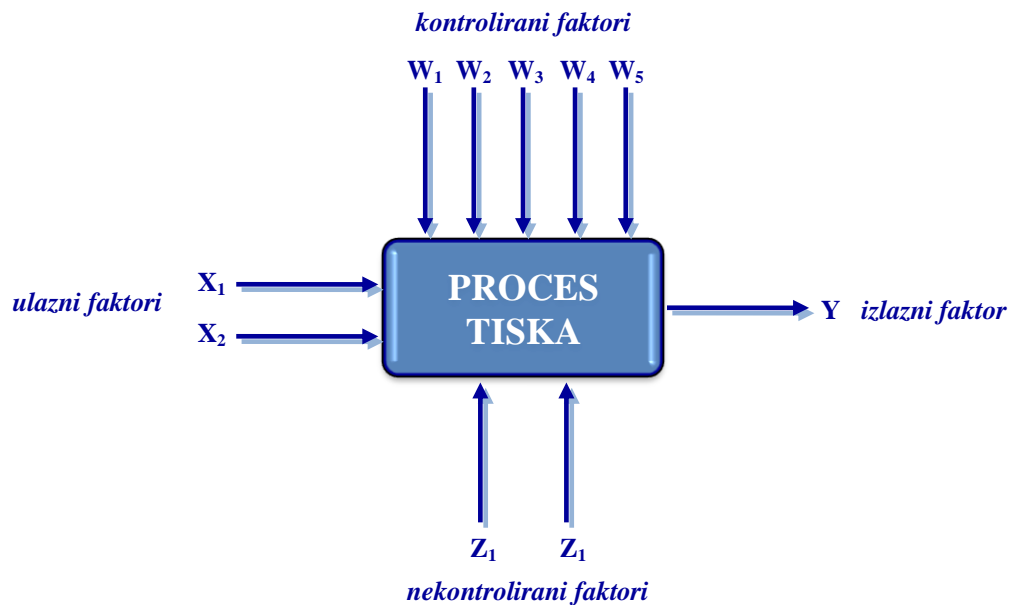 kontrolirani faktori
W₁ W₂ W₃ W₄ W₅
PROCES
TISKA
X₁
X₂
ulazni faktori
Y izlazni faktor
Z₁ Z₁
nekontrolirani faktori